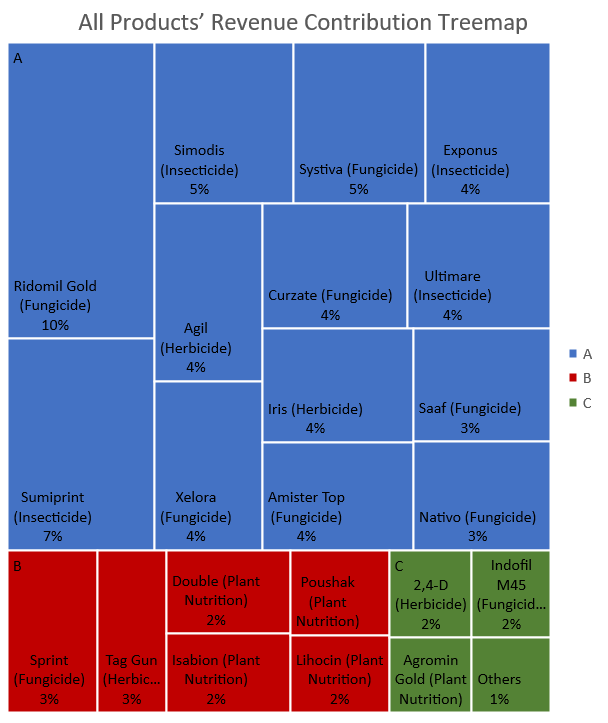 All Products’ Revenue Contribution Treemap
A
Ridomil Gold
(Fungicide)
10%
Simodis
(Insecticide)
5%
Systiva (Fungicide)
5%
Exponus
(Insecticide)
4%
Agil
(Herbicide)
4%
Curzate (Fungicide)
4%
Ultimare
(Insecticide)
4%
Iris (Herbicide)
4%
Saaf (Fungicide)
3%
Sumiprint
(Insecticide)
7%
Xelora
(Fungicide)
4%
Amister Top
(Fungicide)
4%
Nativo (Fungicide)
3%
A
B
C
B
Sprint
(Fungicide)
3%
Tag Gun
(Herbic...
3%
Double (Plant
Nutrition)
2%
Isabion (Plant
Nutrition)
2%
Poushak
(Plant
Nutrition)
Lihocin (Plant
Nutrition)
2%
C
2,4-D
(Herbicide)
2%
Indofil
M45
(Fungicid...
2%
Agromin
Gold (Plant
Nutrition)
Others
1%